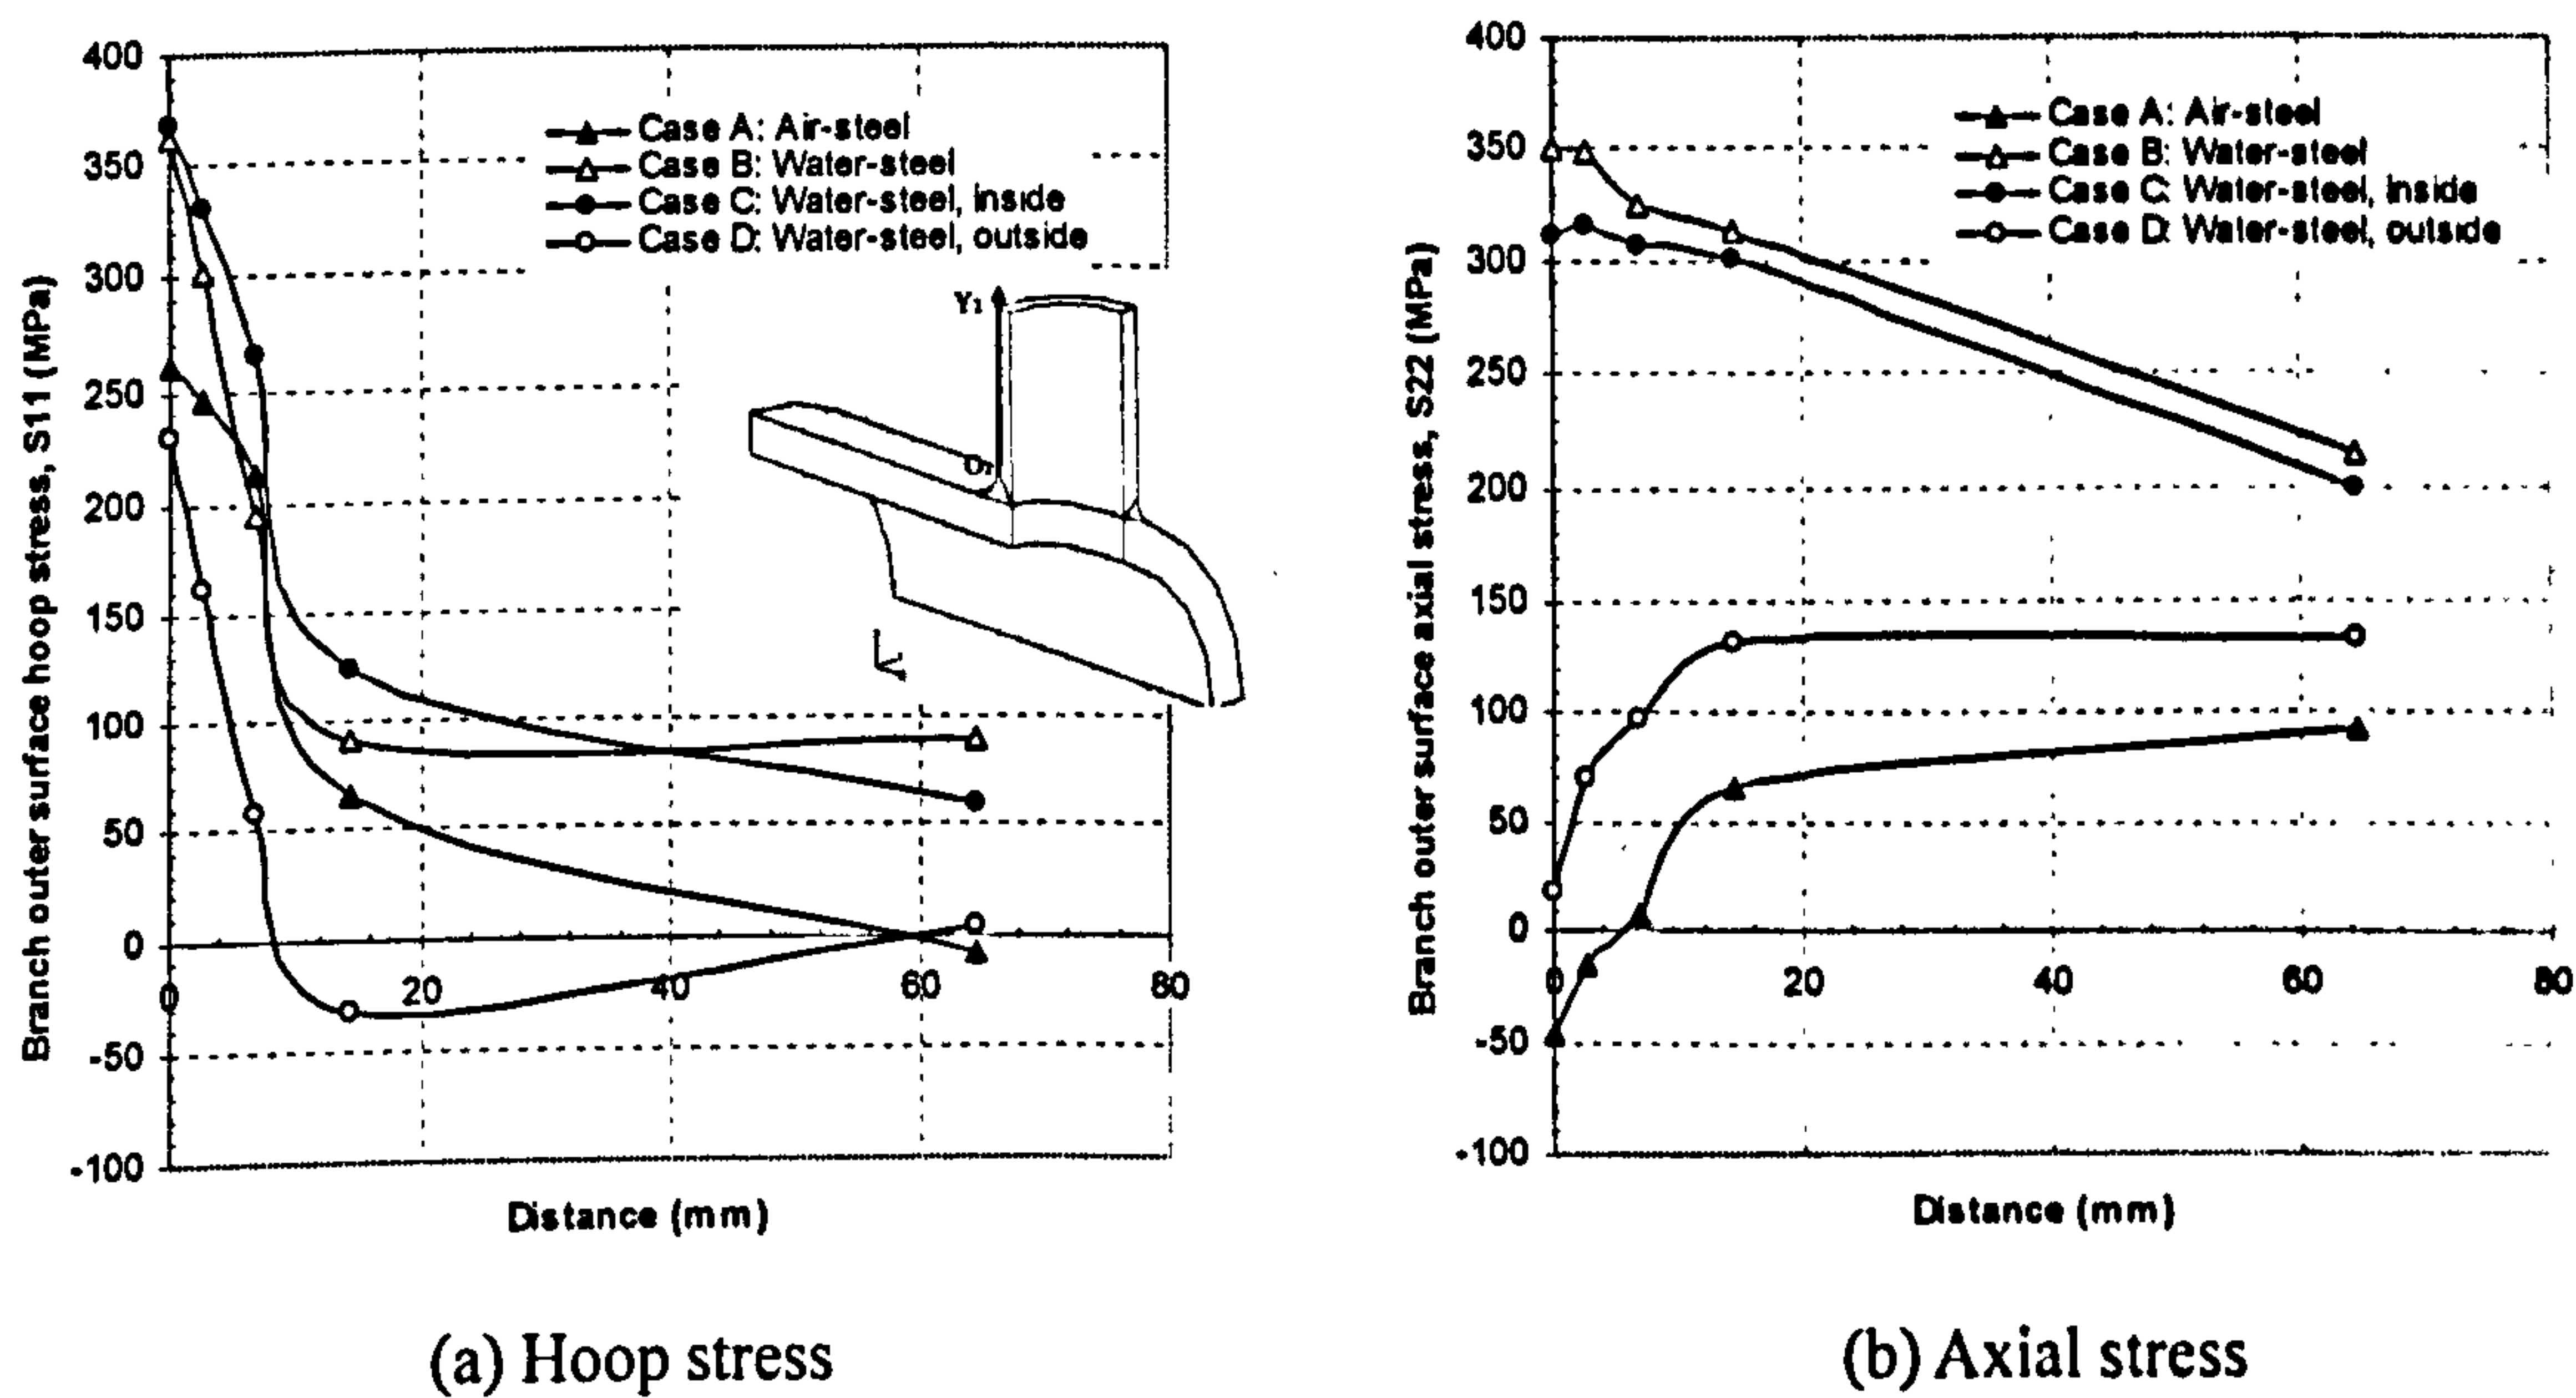 400
350
300
250
200
150
100
50
0
-50
-100
0
20
40
60
80
Branch outer surface hoop stress, S11 (MPa)
Distance (mm)
Case A: Air-steel
Case B: Water-steel
Case C: Water-steel, inside
Case D: Water-steel, outside
Y1
(a) Hoop stress
400
350
300
250
200
150
100
50
0
-50
-100
0
20
40
60
80
Branch outer surface axial stress, S22 (MPa)
Distance (mm)
Case A: Air-steel
Case B: Water-steel
Case C: Water-steel, inside
Case D: Water-steel, outside
(b) Axial stress